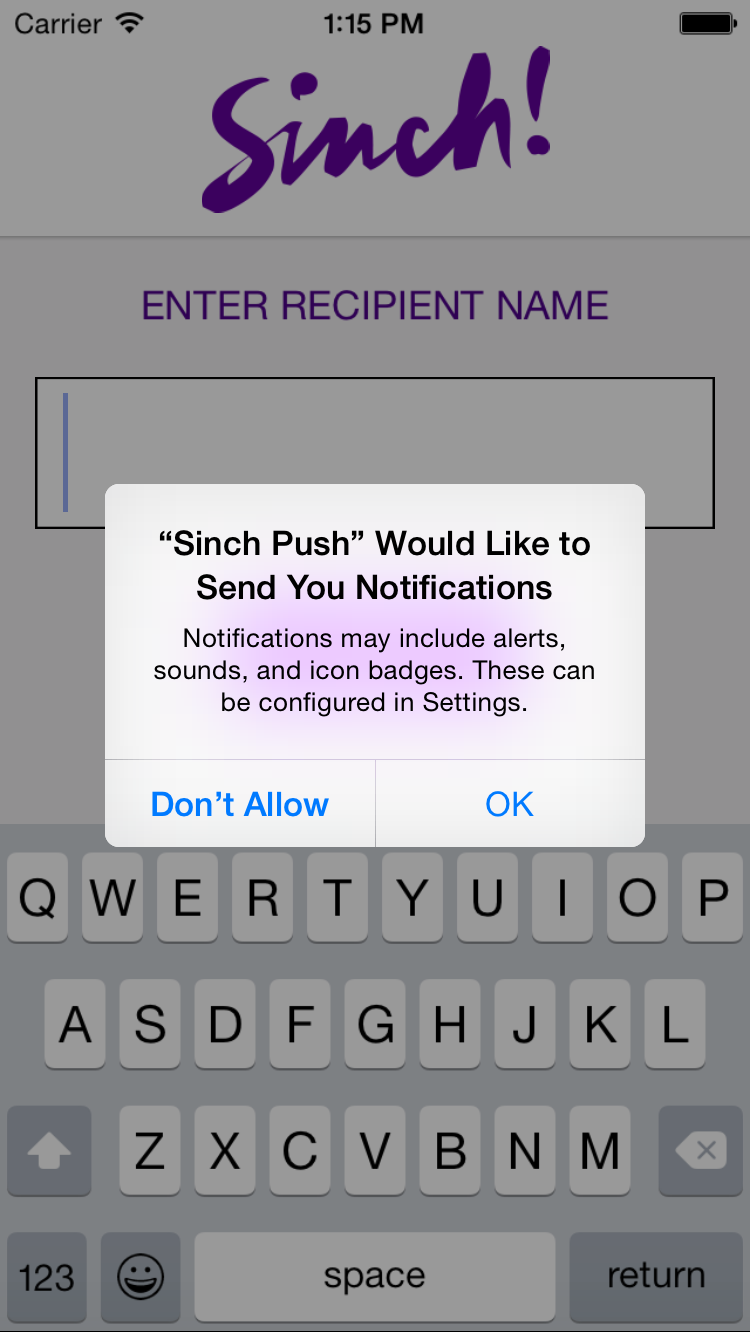 Carrier 1:15 PM
Sinch!
ENTER RECIPIENT NAME
“Sinch Push” Would Like to
Send You Notifications
Notifications may include alerts,
sounds, and icon badges. These can
be configured in Settings.
Don’t Allow OK
Q W E R T Y U I O P
A S D F G H J K L
Z X C V B N M
123 space return